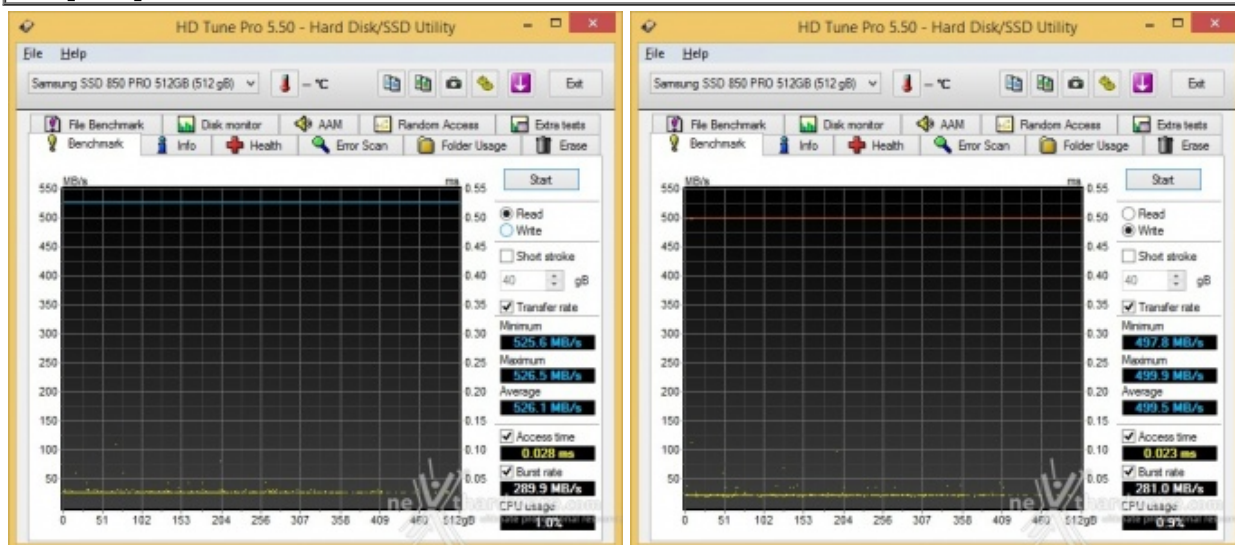 HD Tune Pro 5.50 - Hard Disk/SSD Utility
File Help
Samsung SSD 850 PRO 512GB (512 gB)
– °C
Exit
File Benchmark Disk monitor AAM Random Access Extra tests
Benchmark Info Health Error Scan Folder Usage Erase
MB/s ms
550 0.55
500 0.50
450 0.45
400 0.40
350 0.35
300 0.30
250 0.25
200 0.20
150 0.15
100 0.10
50 0.05
0 51 102 153 204 256 307 358 409 460 512gB
Start
Read
Write
Short stroke
40 gB
Transfer rate
Minimum
525.6 MB/s
Maximum
526.5 MB/s
Average
526.1 MB/s
Access time
0.028 ms
Burst rate
289.9 MB/s
CPU usage
1.0%
HD Tune Pro 5.50 - Hard Disk/SSD Utility
File Help
Samsung SSD 850 PRO 512GB (512 gB)
– °C
Exit
File Benchmark Disk monitor AAM Random Access Extra tests
Benchmark Info Health Error Scan Folder Usage Erase
MB/s ms
550 0.55
500 0.50
450 0.45
400 0.40
350 0.35
300 0.30
250 0.25
200 0.20
150 0.15
100 0.10
50 0.05
0 51 102 153 204 256 307 358 409 460 512gB
Start
Read
Write
Short stroke
40 gB
Transfer rate
Minimum
497.8 MB/s
Maximum
499.9 MB/s
Average
499.5 MB/s
Access time
0.023 ms
Burst rate
281.0 MB/s
CPU usage
0.9%